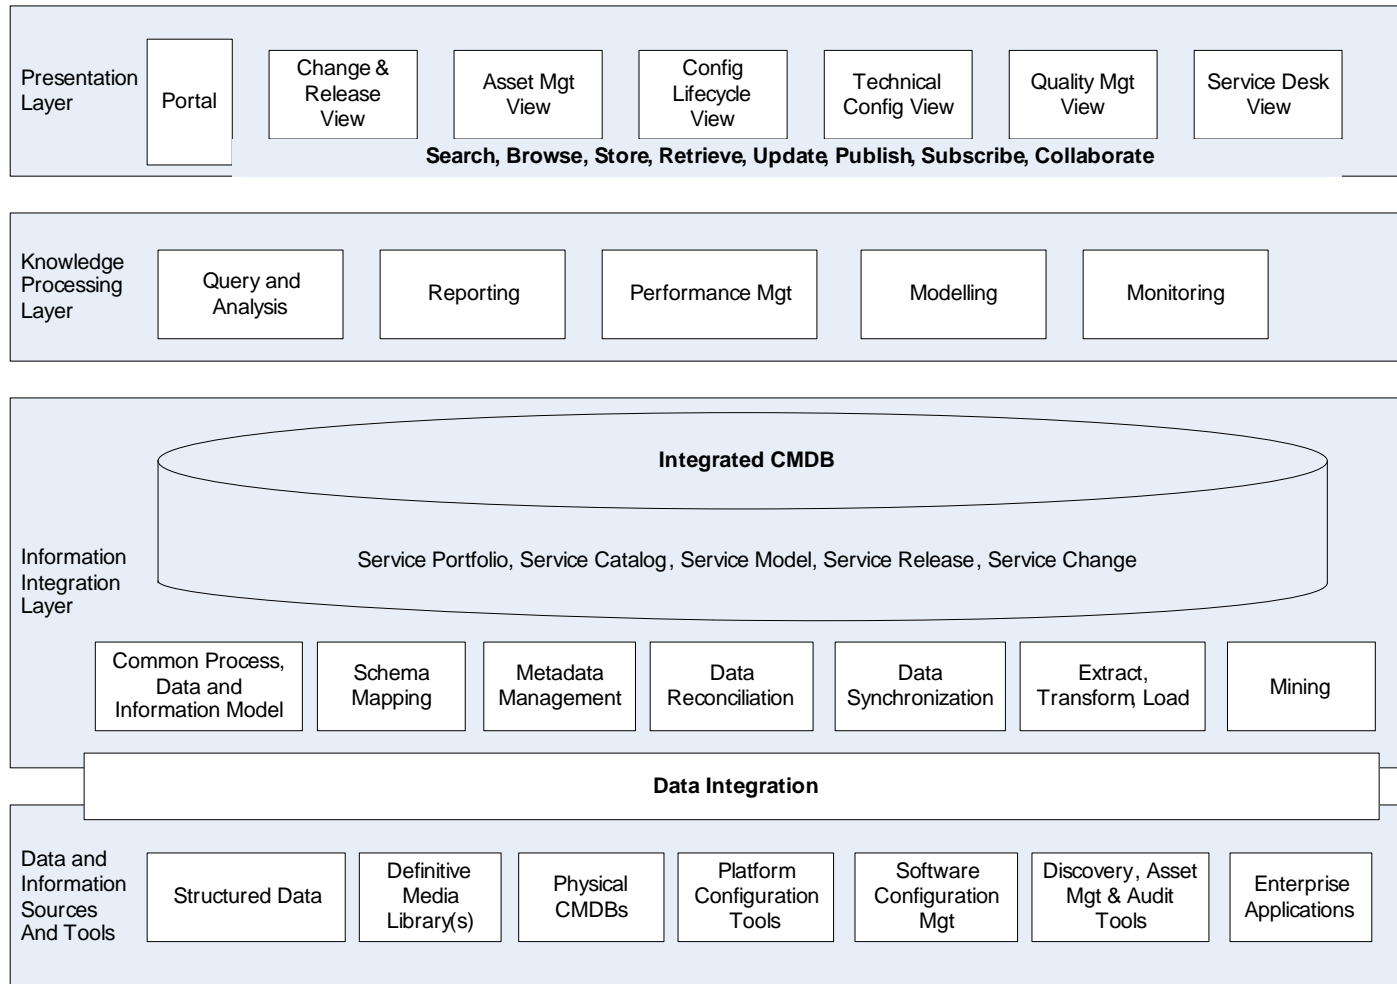 Presentation
Layer
Portal
Change &
Release
View
Asset Mgt
View
Config
Lifecycle
View
Technical
Config View
Quality Mgt
View
Service Desk
View
Search, Browse, Store, Retrieve, Update, Publish, Subscribe, Collaborate
Knowledge
Processing
Layer
Query and
Analysis
Reporting
Performance Mgt
Modelling
Monitoring
Integrated CMDB
Service Portfolio, Service Catalog, Service Model, Service Release, Service Change
Information
Integration
Layer
Common Process,
Data and
Information Model
Schema
Mapping
Metadata
Management
Data
Reconciliation
Data
Synchronization
Extract,
Transform, Load
Mining
Data Integration
Data and
Information
Sources
And Tools
Structured Data
Definitive
Media
Library(s)
Physical
CMDBs
Platform
Configuration
Tools
Software
Configuration
Mgt
Discovery, Asset
Mgt & Audit
Tools
Enterprise
Applications